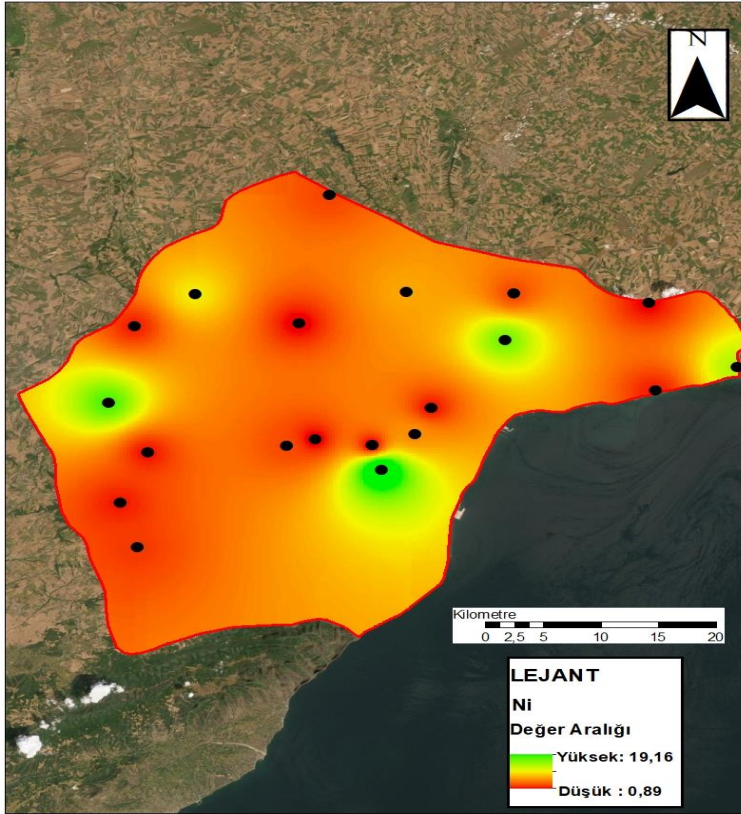 N
Kilometre
0 2,5 5 10 15 20
LEJANT
Ni
Değer Aralığı
Yüksek: 19,16
Düşük : 0,89